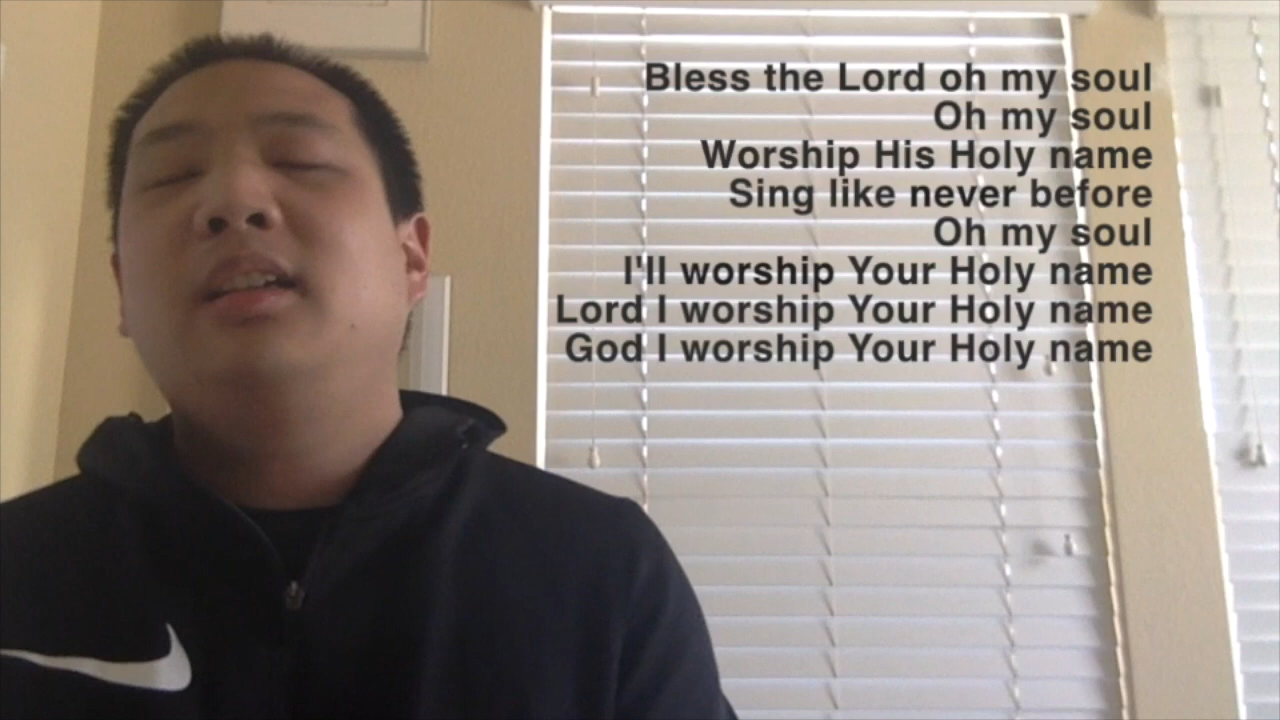 Bless the Lord oh my soul
Oh my soul
Worship His Holy name
Sing like never before
Oh my soul
I'll worship Your Holy name
Lord I worship Your Holy name
God I worship Your Holy name